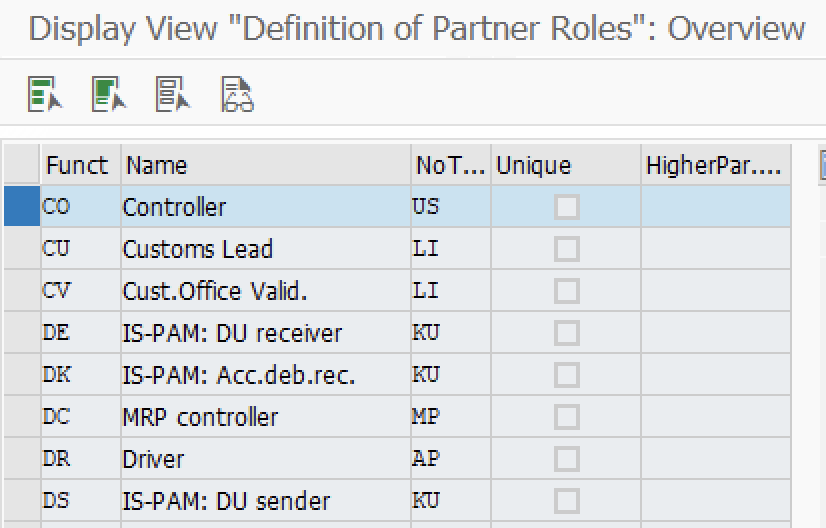 Display View "Definition of Partner Roles": Overview
Funct Name NoT... Unique HigherPar....
CO Controller US
CU Customs Lead LI
CV Cust.Office Valid. LI
DE IS-PAM: DU receiver KU
DK IS-PAM: Acc.deb.rec. KU
DC MRP controller MP
DR Driver AP
DS IS-PAM: DU sender KU